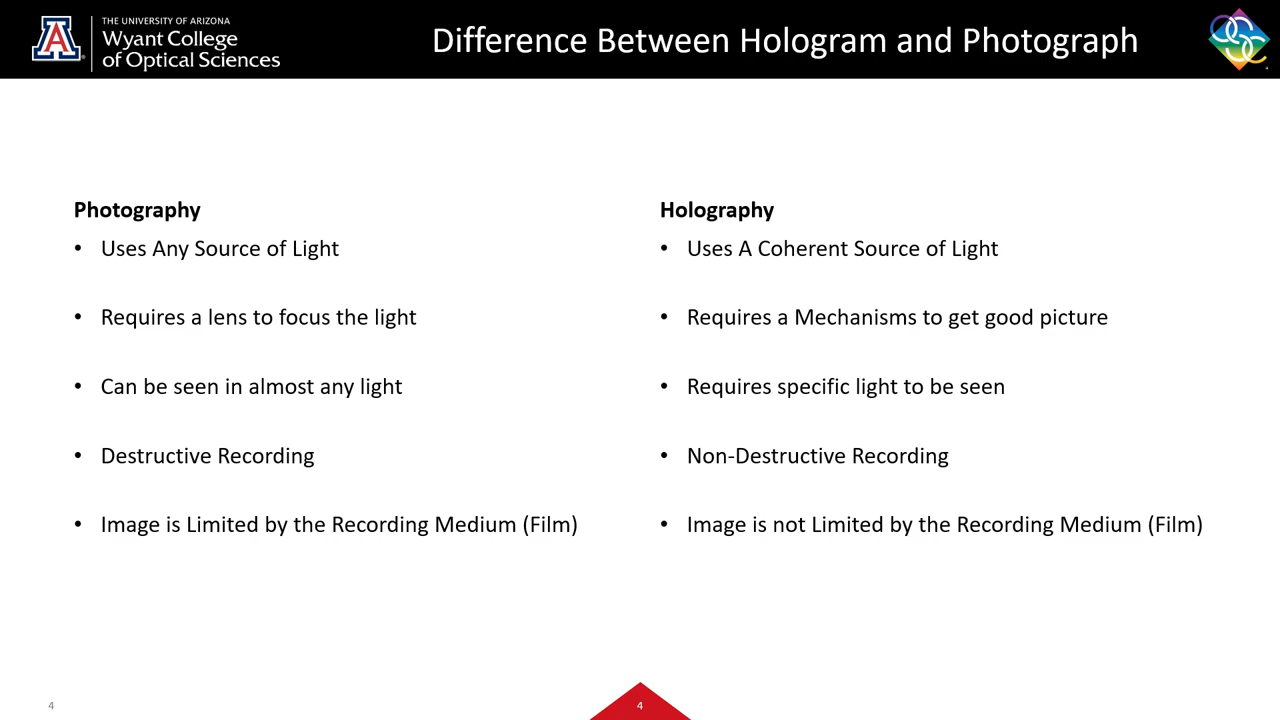 THE UNIVERSITY OF ARIZONA
Wyant College
of Optical Sciences
Difference Between Hologram and Photograph
Photography
• Uses Any Source of Light
• Requires a lens to focus the light
• Can be seen in almost any light
• Destructive Recording
• Image is Limited by the Recording Medium (Film)
Holography
• Uses A Coherent Source of Light
• Requires a Mechanisms to get good picture
• Requires specific light to be seen
• Non-Destructive Recording
• Image is not Limited by the Recording Medium (Film)
4
4